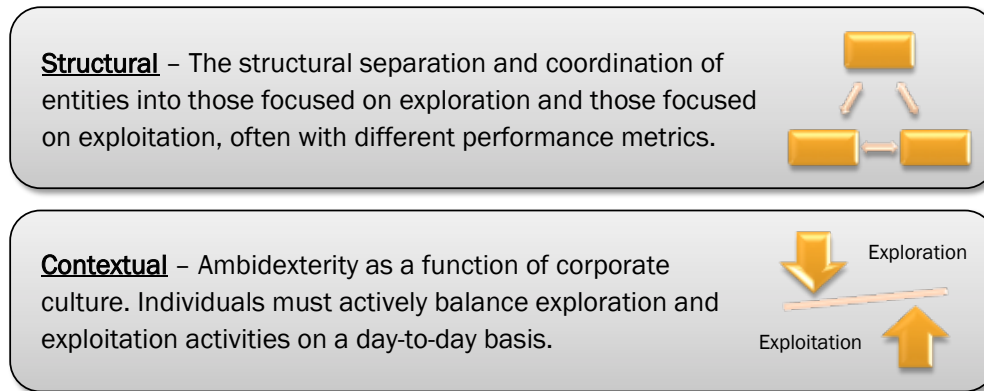 Structural – The structural separation and coordination of
entities into those focused on exploration and those focused
on exploitation, often with different performance metrics.
Contextual – Ambidexterity as a function of corporate
culture. Individuals must actively balance exploration and
exploitation activities on a day-to-day basis.
Exploration
Exploitation